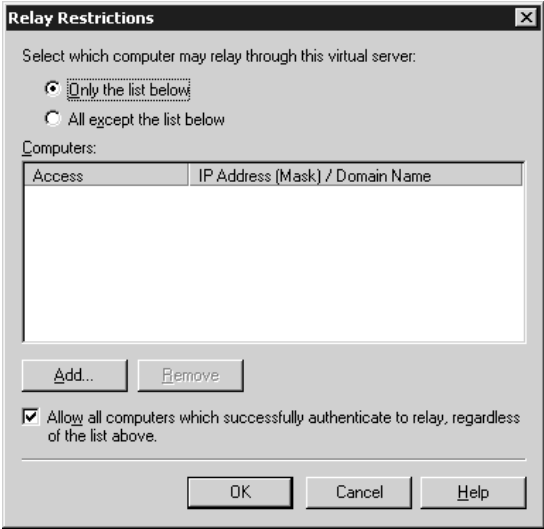 Relay Restrictions
Select which computer may relay through this virtual server:
Only the list below
All except the list below
Computers:
Access IP Address (Mask) / Domain Name
Add... Remove
Allow all computers which successfully authenticate to relay, regardless
of the list above.
OK Cancel Help